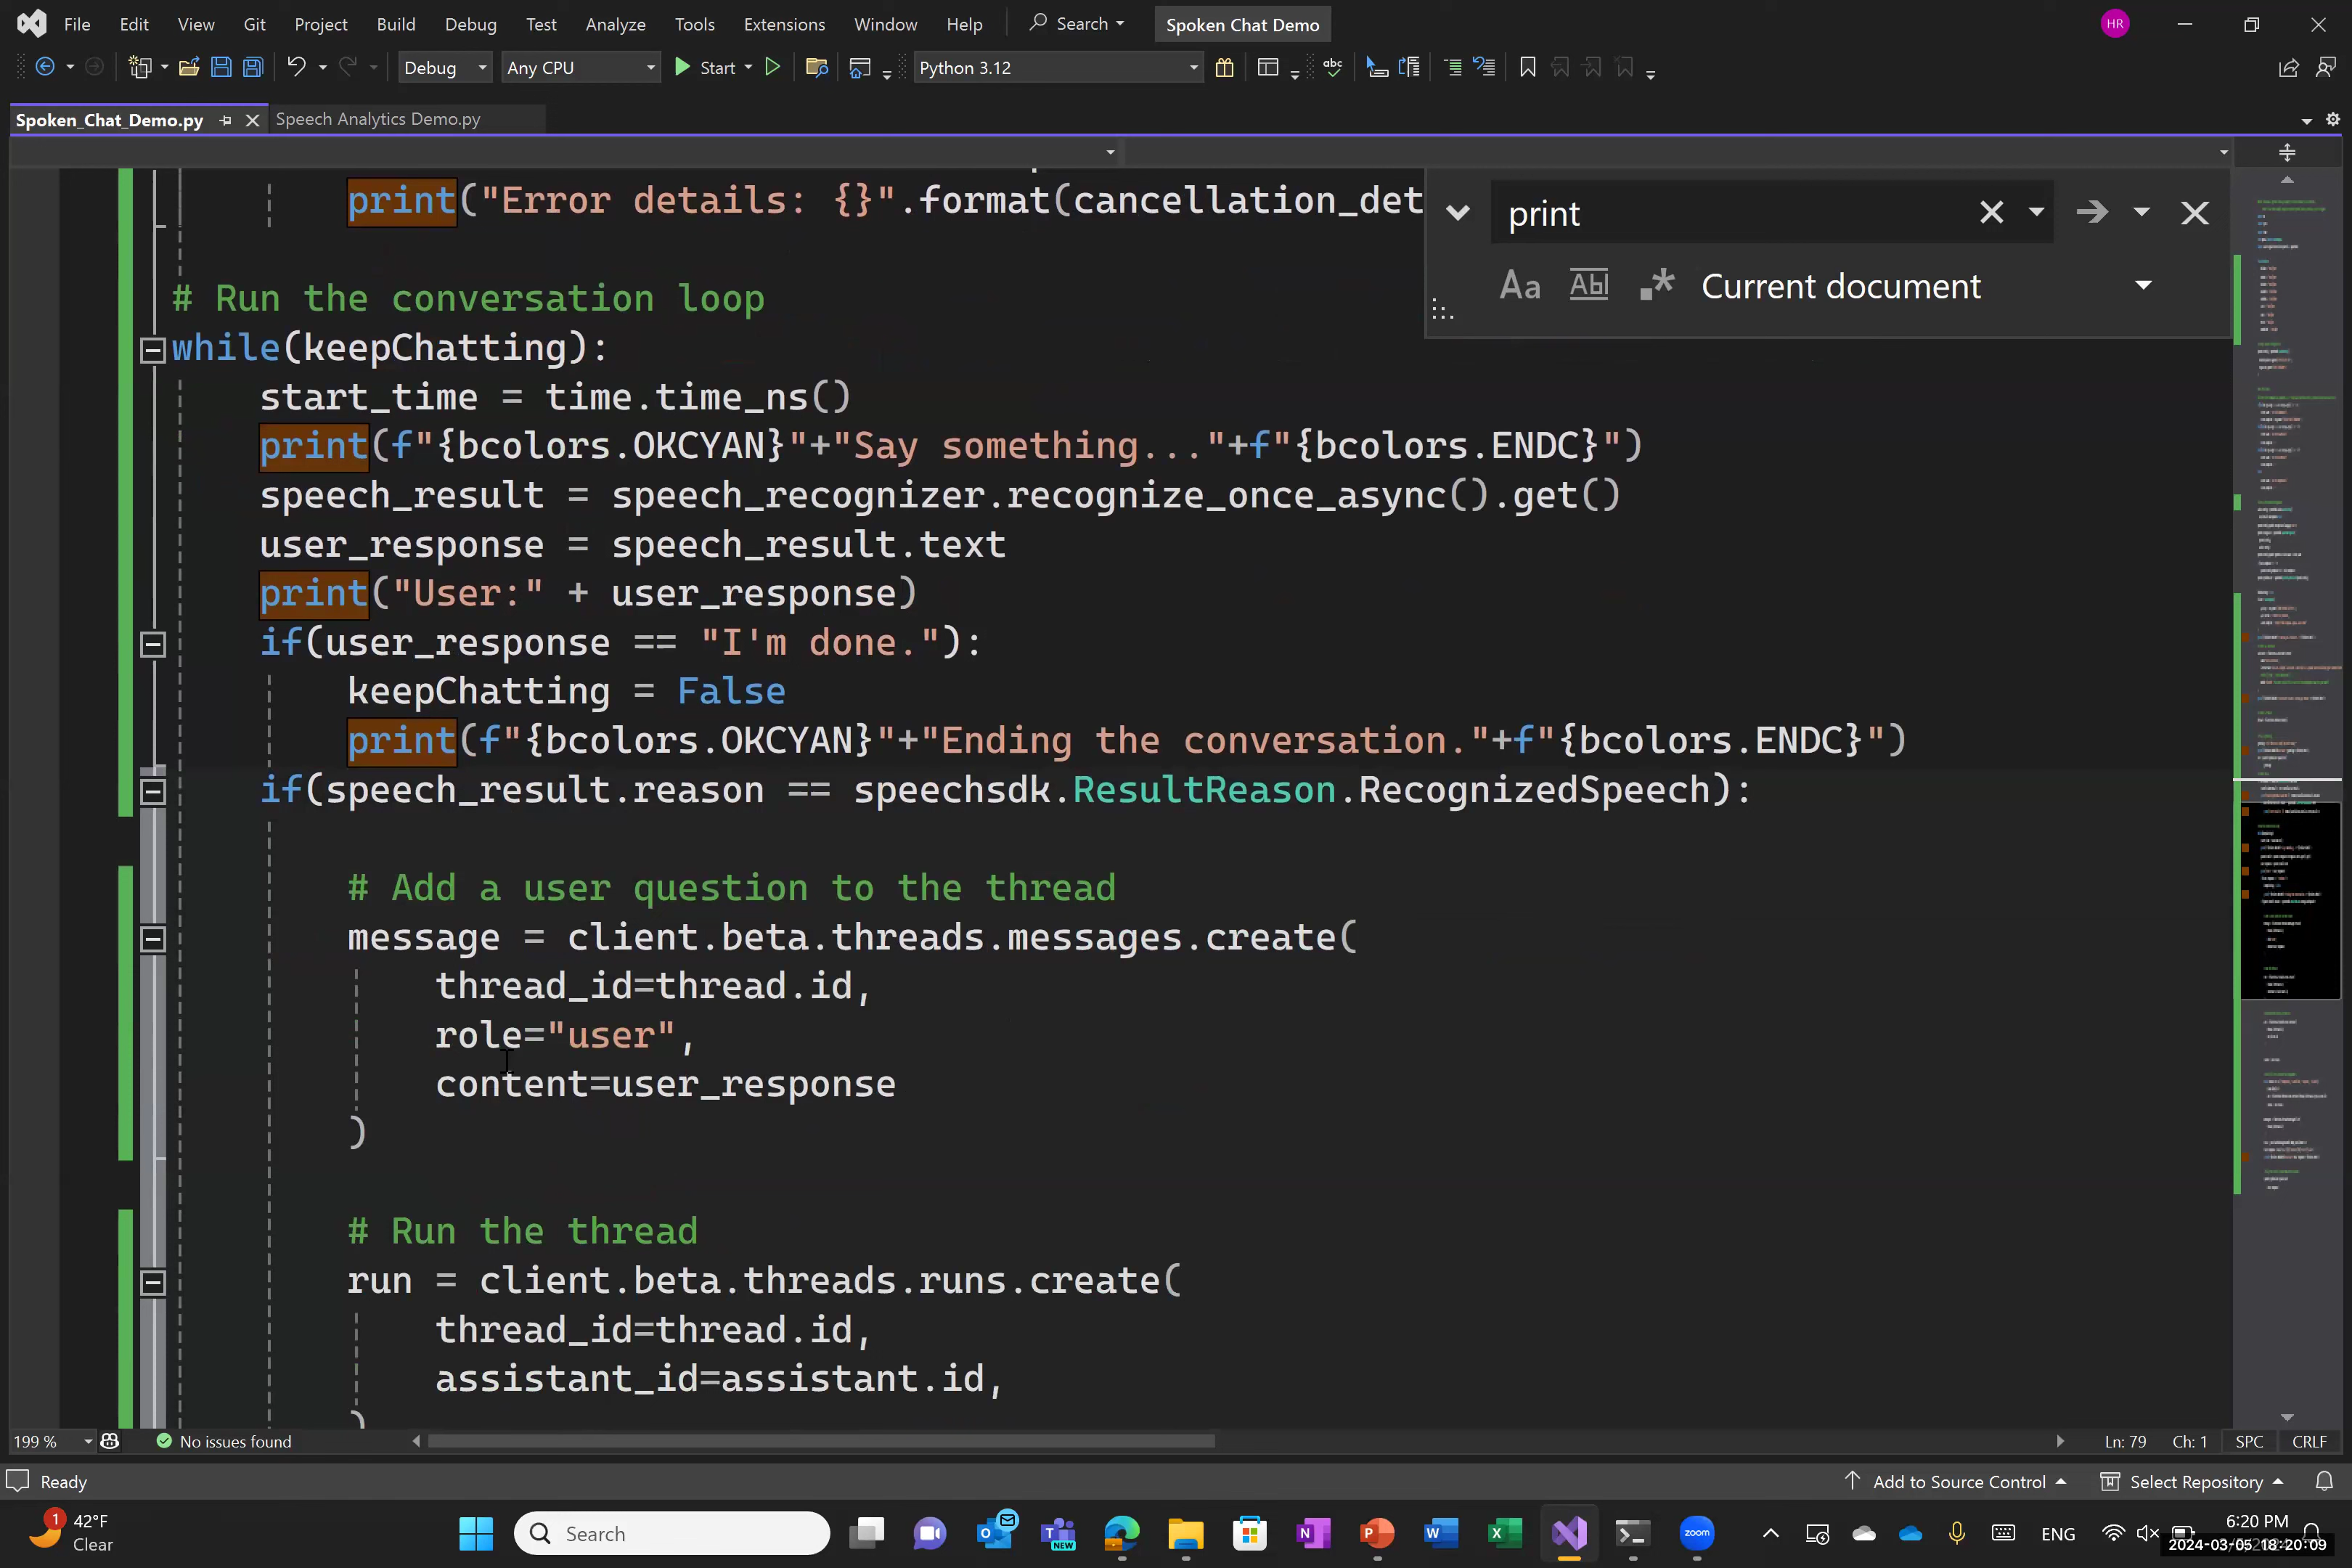 File Edit View Git Project Build Debug Test Analyze Tools Extensions Window Help Search Spoken Chat Demo HR
Debug Any CPU Start Python 3.12
Spoken_Chat_Demo.py Speech Analytics Demo.py
print("Error details: {}".format(cancellation_det
print
Aa Abl .* Current document
# Run the conversation loop
while(keepChatting):
start_time = time.time_ns()
print(f"{bcolors.OKCYAN}"+"Say something..."+f"{bcolors.ENDC}")
speech_result = speech_recognizer.recognize_once_async().get()
user_response = speech_result.text
print("User:" + user_response)
if(user_response == "I'm done."):
keepChatting = False
print(f"{bcolors.OKCYAN}"+"Ending the conversation."+f"{bcolors.ENDC}")
if(speech_result.reason == speechsdk.ResultReason.RecognizedSpeech):
# Add a user question to the thread
message = client.beta.threads.messages.create(
thread_id=thread.id,
role="user",
content=user_response
)
# Run the thread
run = client.beta.threads.runs.create(
thread_id=thread.id,
assistant_id=assistant.id,
)
199 % No issues found Ln: 79 Ch: 1 SPC CRLF
Ready Add to Source Control Select Repository
1 42°F
Clear
Search
NEW
zoom
ENG
6:20 PM
2024-03-05 18:20:09